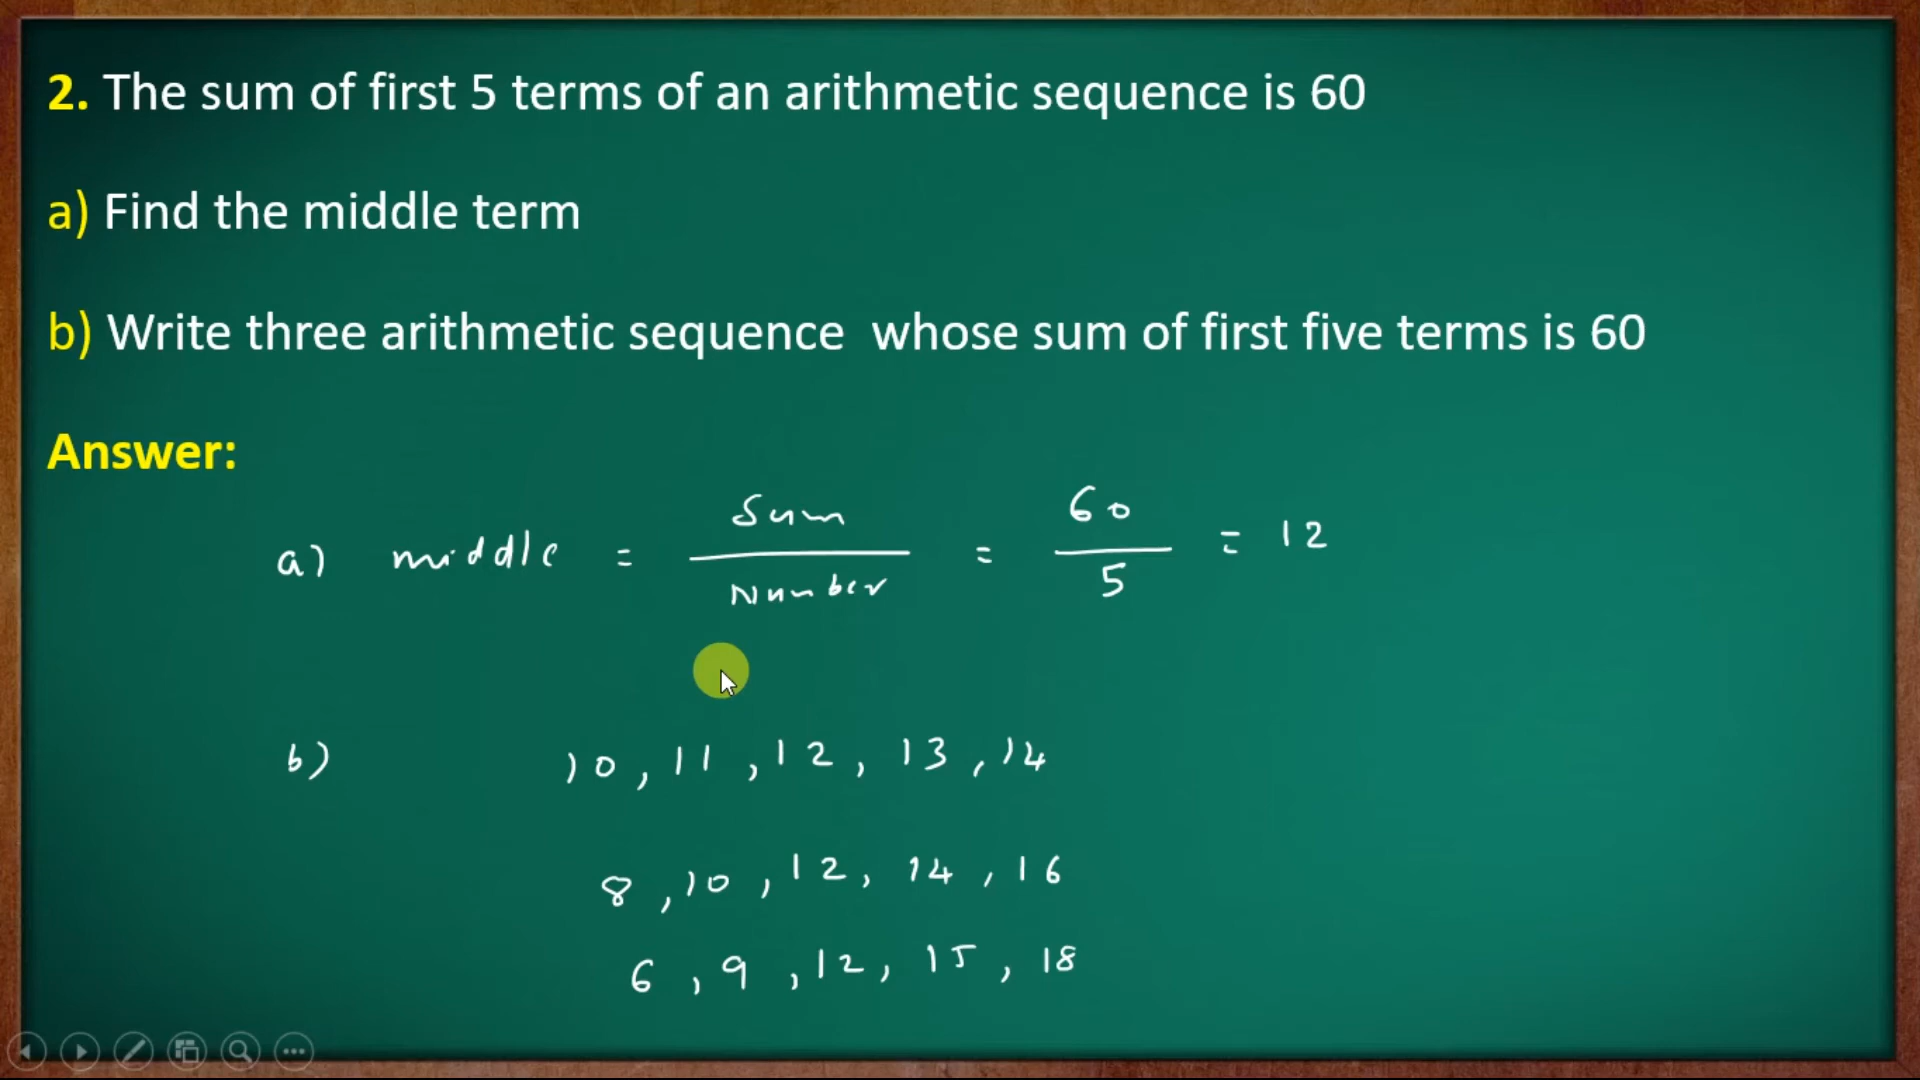 2. The sum of first 5 terms of an arithmetic sequence is 60
a) Find the middle term
b) Write three arithmetic sequence whose sum of first five terms is 60
Answer:
a) middle = Sum / Number = 60 / 5 = 12
b) 10, 11, 12, 13, 14
8, 10, 12, 14, 16
6, 9, 12, 15, 18